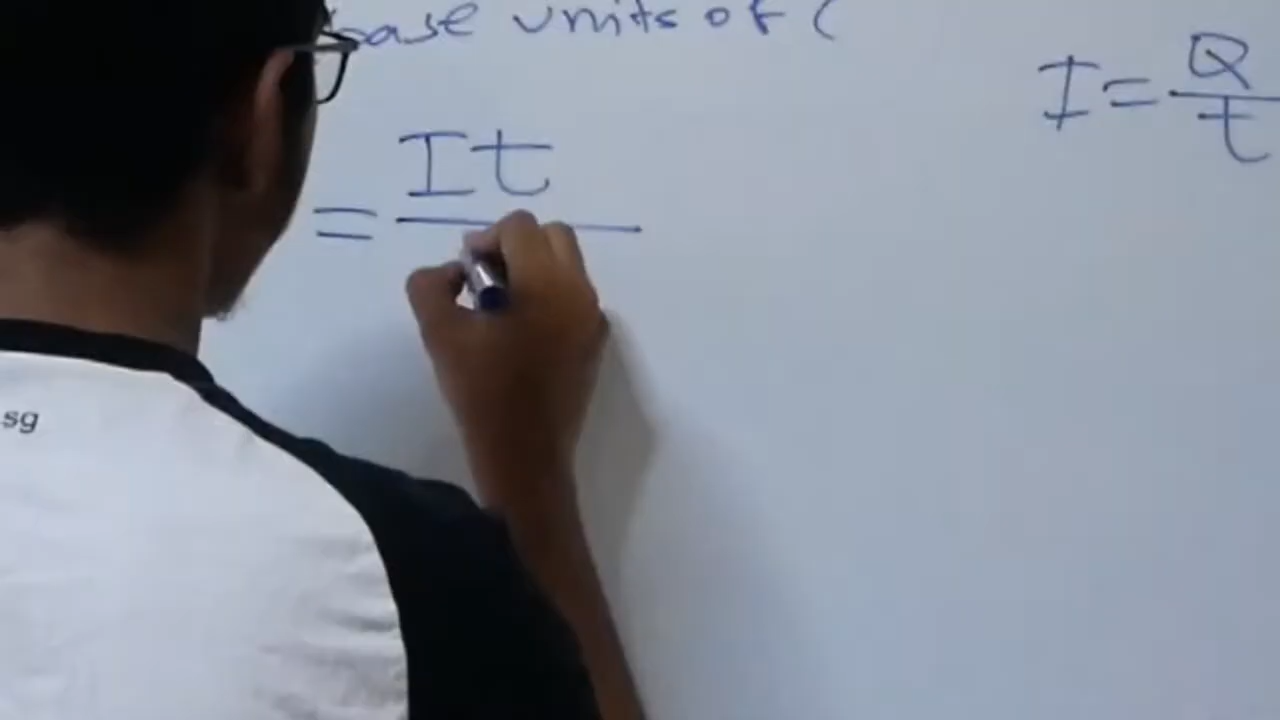 base units of (
I = Q/t
= It
sg